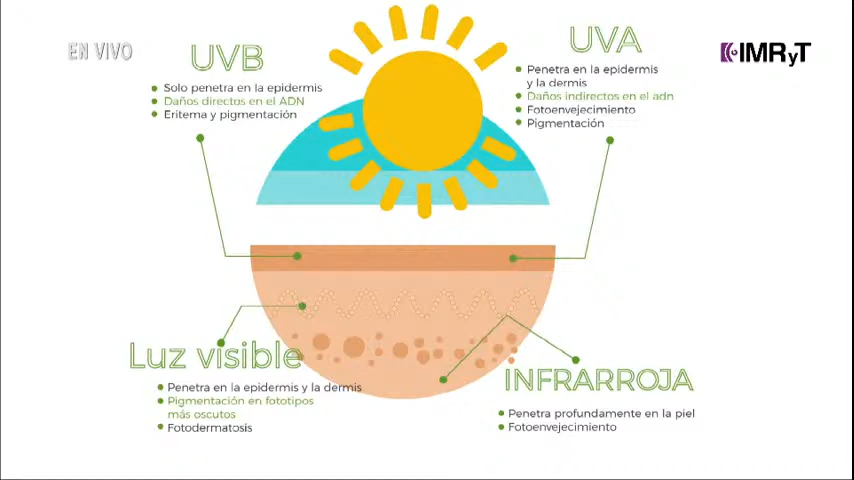 EN VIVO
IMRyT
UVB
Solo penetra en la epidermis
Daños directos en el ADN
Eritema y pigmentación
UVA
Penetra en la epidermis
y la dermis
Daños indirectos en el adn
Fotoenvejecimiento
Pigmentación
Luz visible
Penetra en la epidermis y la dermis
Pigmentación en fototipos
más oscutos
Fotodermatosis
INFRARROJA
Penetra profundamente en la piel
Fotoenvejecimiento